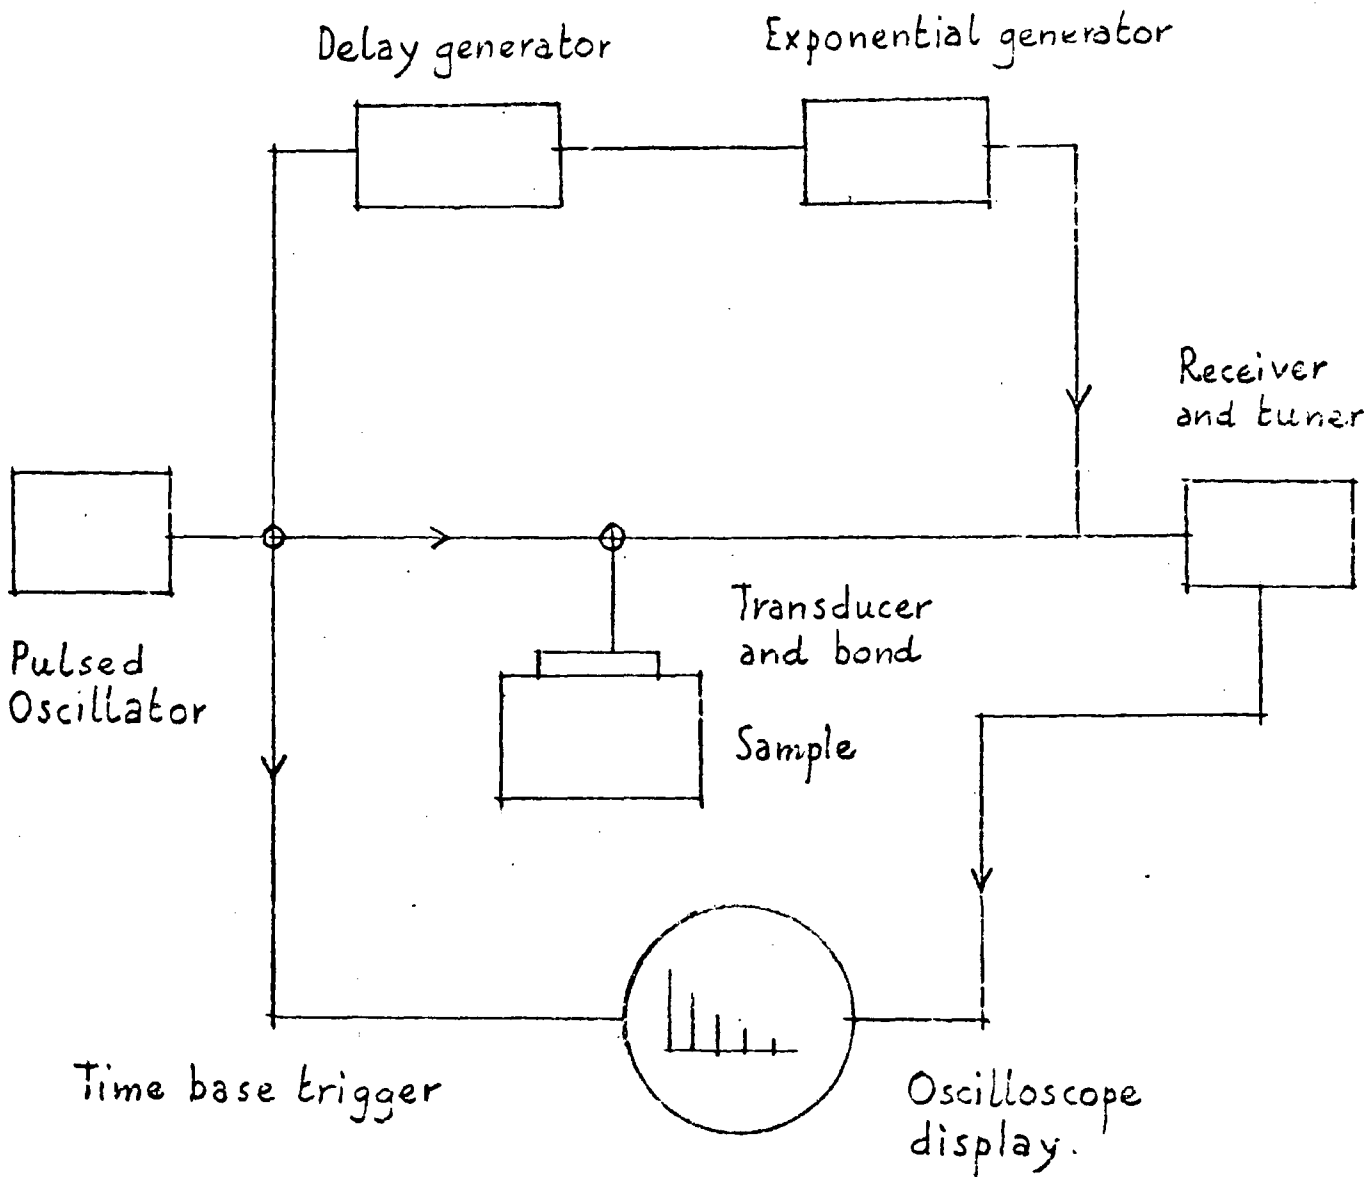 Delay generator
Exponential generator
Receiver
and tuner
Pulsed
Oscillator
Transducer
and bond
Sample
Time base trigger
Oscilloscope
display.